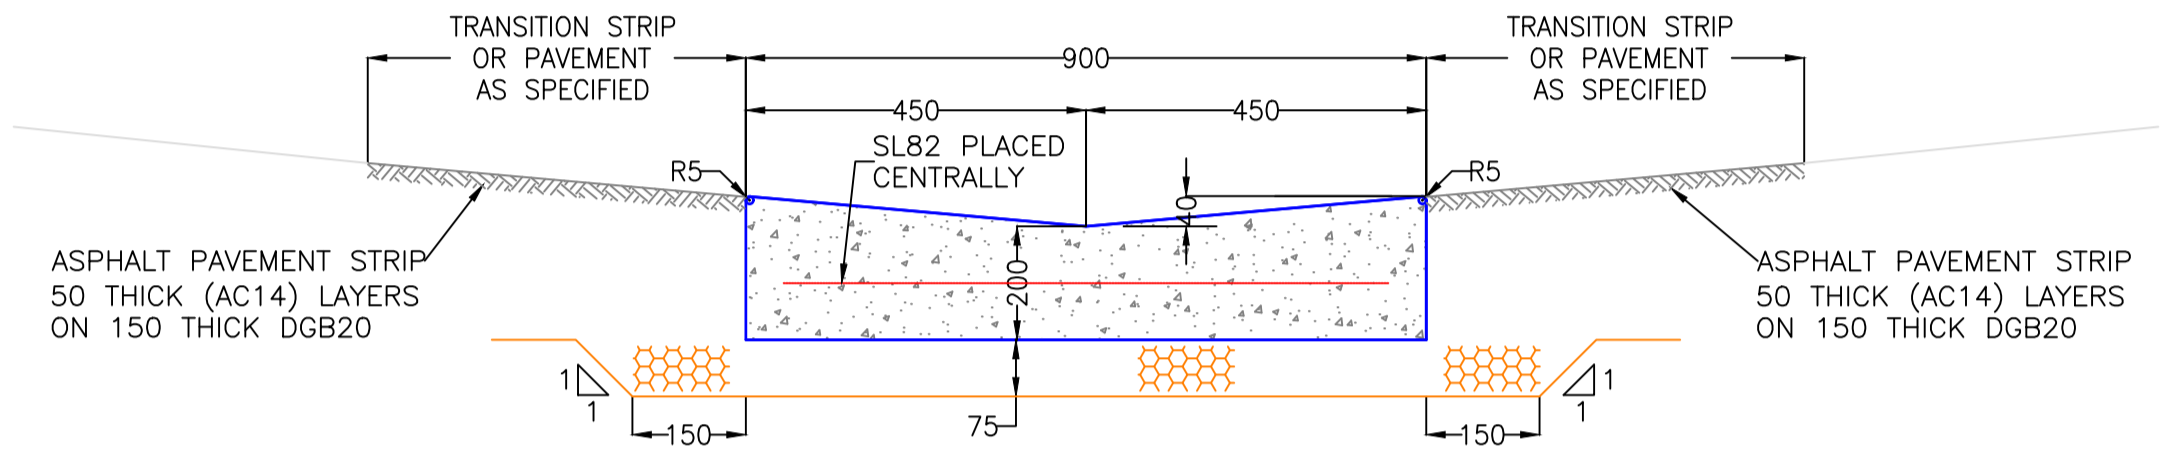 TRANSITION STRIP
OR PAVEMENT
AS SPECIFIED
900
TRANSITION STRIP
OR PAVEMENT
AS SPECIFIED
450
450
SL82 PLACED
CENTRALLY
R5
R5
40
200
ASPHALT PAVEMENT STRIP
50 THICK (AC14) LAYERS
ON 150 THICK DGB20
ASPHALT PAVEMENT STRIP
50 THICK (AC14) LAYERS
ON 150 THICK DGB20
1
1
1
1
150
75
150